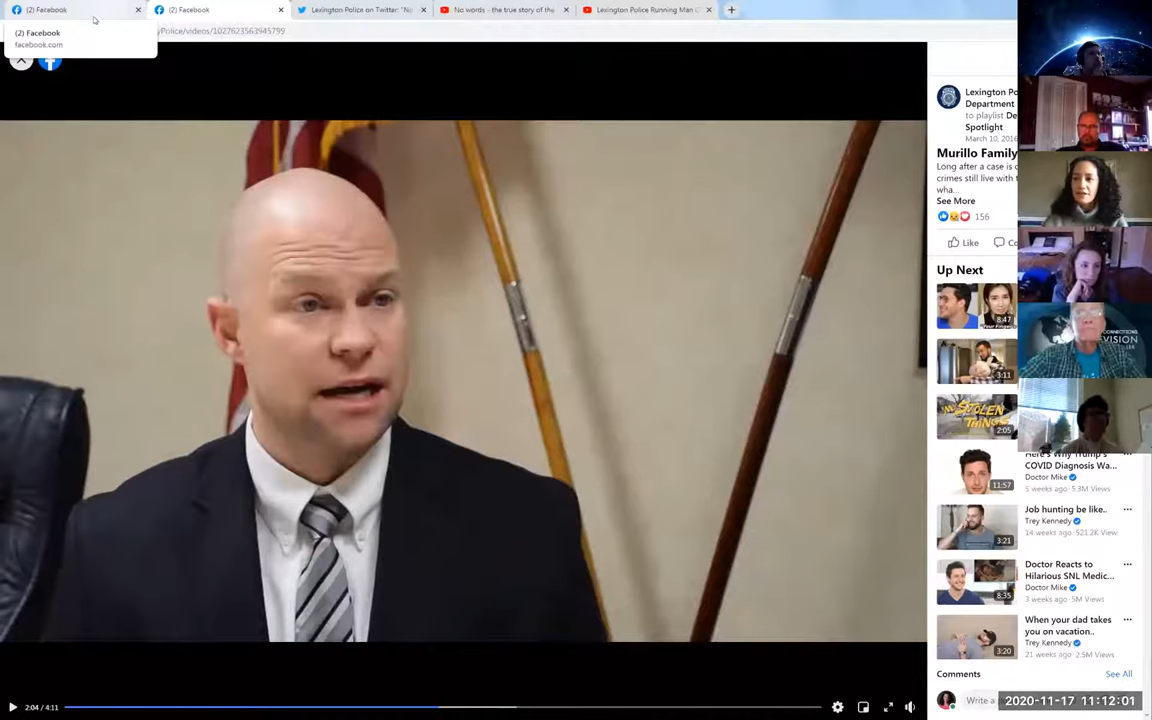 (2) Facebook
(2) Facebook
Lexington Police on Twitter: "No
No words - the true story of the
Lexington Police Running Man C
(2) Facebook
facebook.com
yPolice/videos/1027623563945799
Lexington Po
Department
to playlist De
Spotlight
March 10, 2016
Murillo Family
Long after a case is c
crimes still live with t
wha...
See More
156
Like
Co
Up Next
8:47
3:11
MY STOLEN
THINGS
2:05
CONNECTIONS
VISION
Here's Why Trump's
COVID Diagnosis Wa...
Doctor Mike
5 weeks ago · 5.3M Views
11:57
Job hunting be like..
Trey Kennedy
14 weeks ago · 521.2K Views
3:21
Doctor Reacts to
Hilarious SNL Medic...
Doctor Mike
3 weeks ago · 5M Views
8:35
When your dad takes
you on vacation..
Trey Kennedy
21 weeks ago · 2.5M Views
3:20
Comments
See All
Write a
2020-11-17 11:12:01
2:04 / 4:11